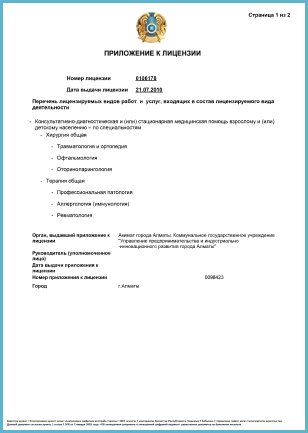 Страница 1 из 2
ПРИЛОЖЕНИЕ К ЛИЦЕНЗИИ
Номер лицензии 0106178
Дата выдачи лицензии 21.07.2010
Перечень лицензируемых видов работ и услуг, входящих в состав лицензируемого вида
деятельности
- Консультативно-диагностическая и (или) стационарная медицинская помощь взрослому и (или)
детскому населению – по специальностям
- Хирургия общая
- Травматология и ортопедия
- Офтальмология
- Оториноларингология
- Терапия общая
- Профессиональная патология
- Аллергология (иммунология)
- Ревматология
Орган, выдавший приложение к
лицензии
Акимат города Алматы. Коммунальное государственное учреждение
"Управление предпринимательства и индустриально
-инновационного развития города Алматы"
Руководитель (уполномоченное
лицо)
Дата выдачи приложения к
лицензии
Номер приложения к лицензии 0098423
Город г.Алматы